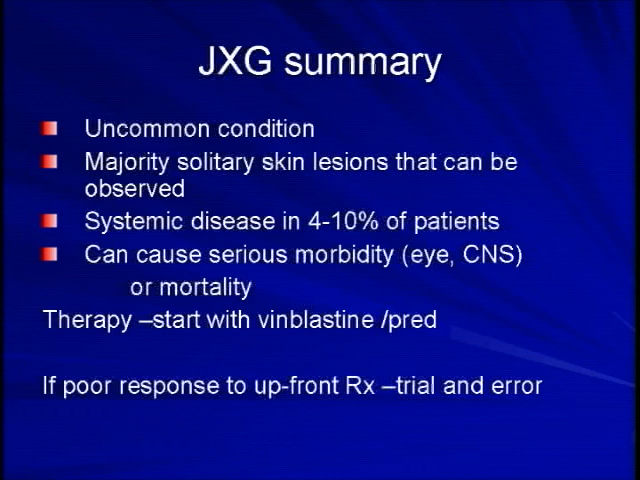 JXG summary
Uncommon condition
Majority solitary skin lesions that can be
observed
Systemic disease in 4-10% of patients
Can cause serious morbidity (eye, CNS)
or mortality
Therapy –start with vinblastine /pred
If poor response to up-front Rx –trial and error